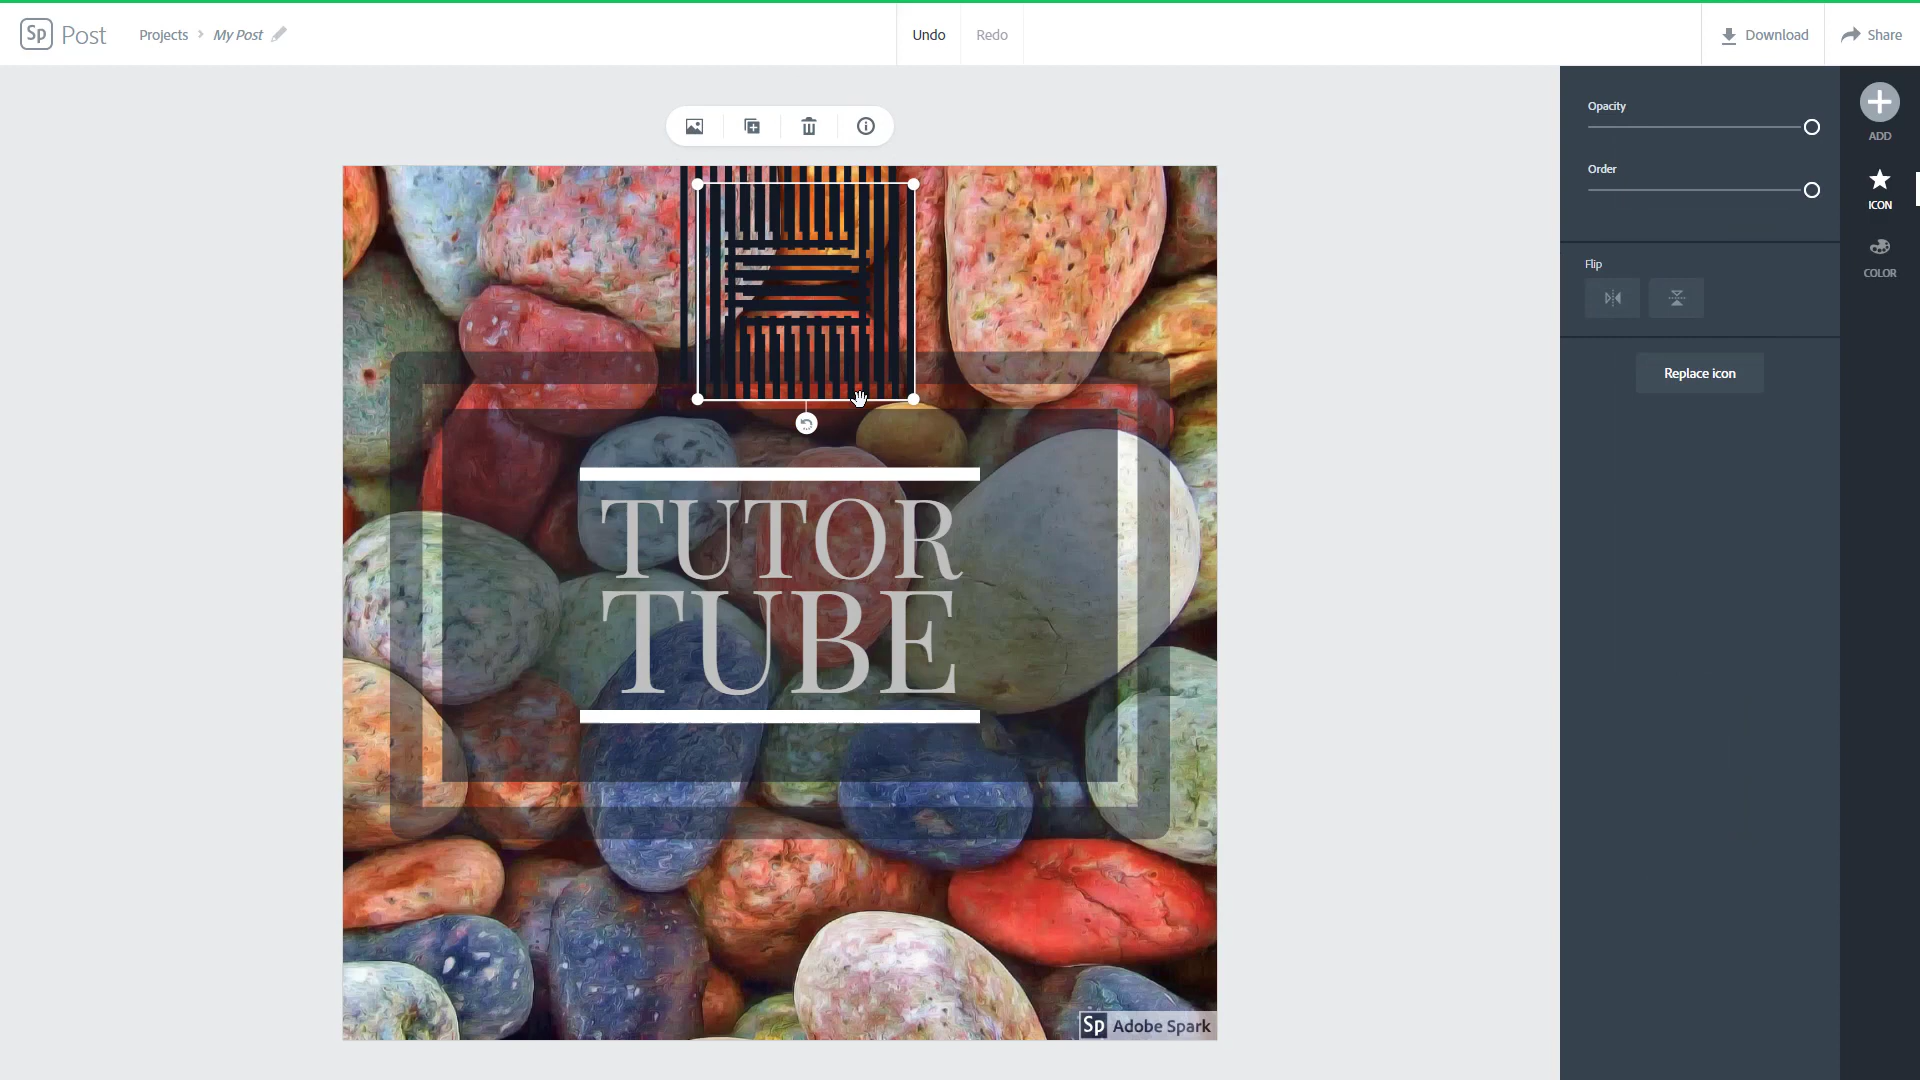 Sp Post
Projects > My Post
Undo
Redo
Download
Share
Opacity
Order
Flip
Replace icon
ADD
ICON
COLOR
TUTOR
TUBE
Sp Adobe Spark